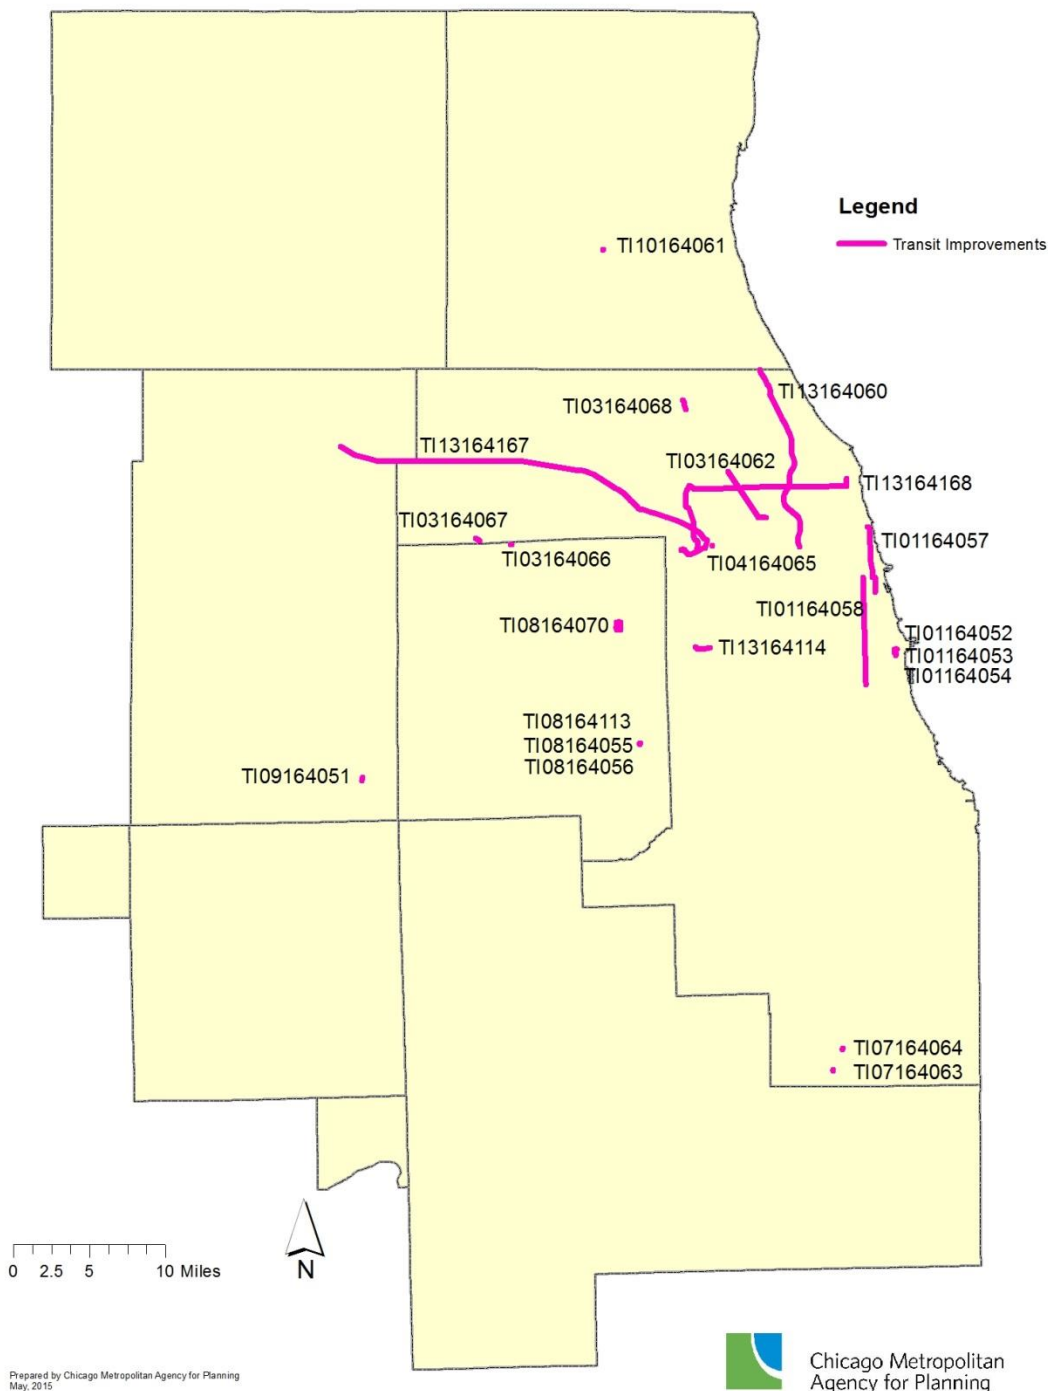 Legend
Transit Improvements
TI10164061
TI13164060
TI03164068
TI13164167
TI03164062
TI13164168
TI03164067
TI01164057
TI03164066
TI04164065
TI01164058
TI08164070
TI01164052
TI13164114
TI01164053
TI01164054
TI08164113
TI08164055
TI08164056
TI09164051
TI07164064
TI07164063
N
0 2.5 5 10 Miles
Prepared by Chicago Metropolitan Agency for Planning
May, 2015
Chicago Metropolitan
Agency for Planning